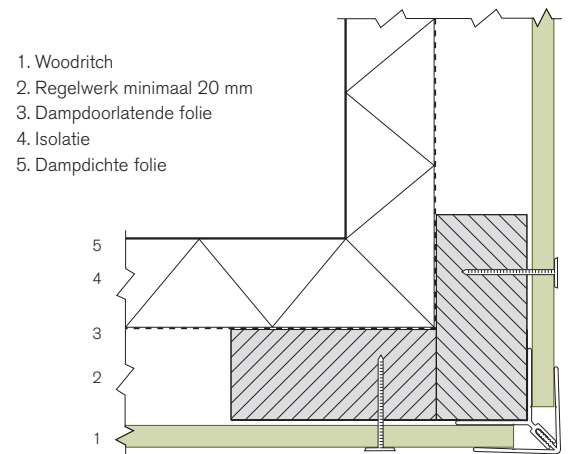 1. Woodritch
2. Regelwerk minimaal 20 mm
3. Dampdoorlatende folie
4. Isolatie
5. Dampdichte folie
5
4
3
2
1